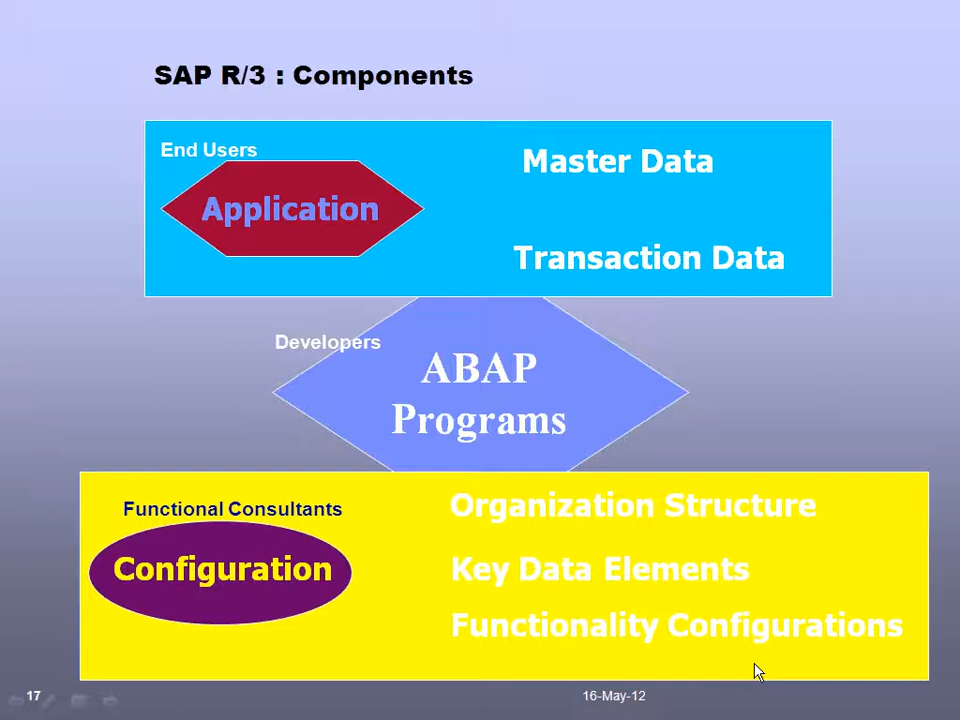 SAP R/3 : Components
End Users
Application
Master Data
Transaction Data
Developers
ABAP
Programs
Functional Consultants
Configuration
Organization Structure
Key Data Elements
Functionality Configurations
17
16-May-12